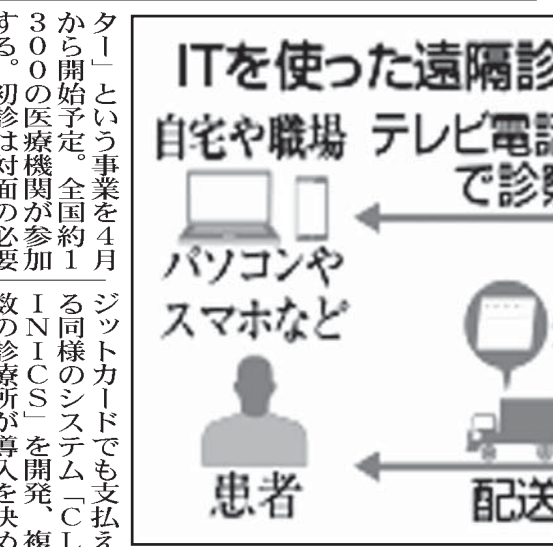 ITを使った遠隔診
自宅や職場
テレビ電話
で診察
パソコンや
スマホなど
患者
配送
ター」という事業を４月
から開始予定。全国約１
３００の医療機関が参加
する。初診は対面の必要
ジットカードでも支払え
る同様のシステム「ＣＬ
ＩＮＩＣＳ」を開発、複
数の診療所が導入を決め